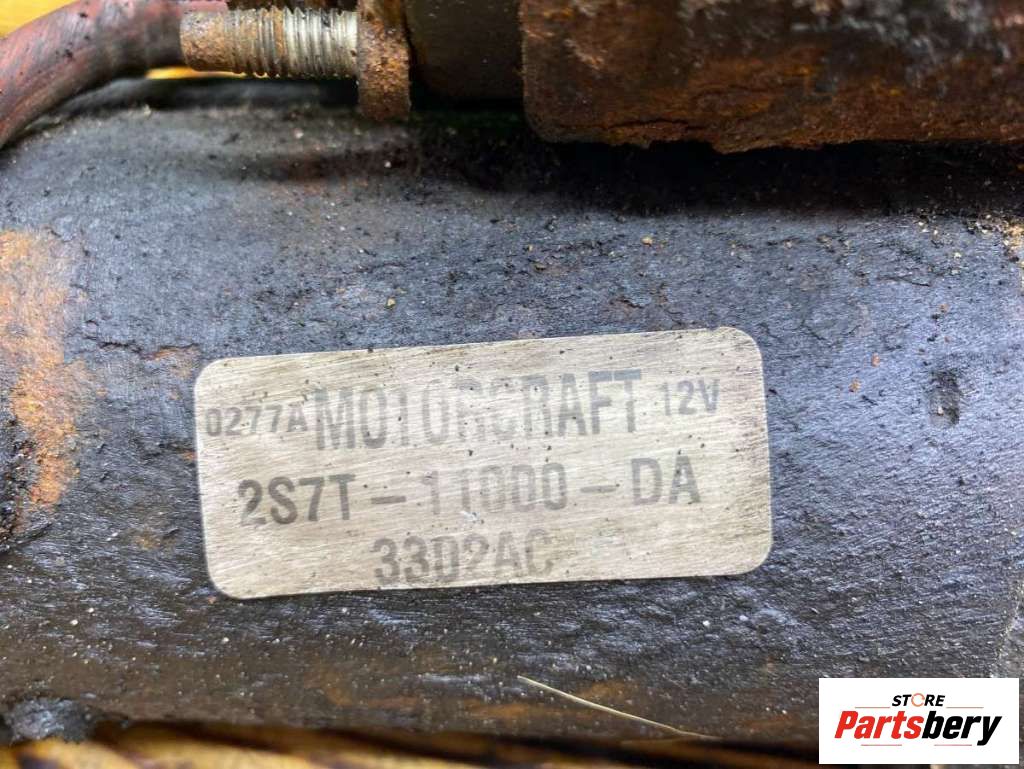 0277A MOTORCRAFT 12V
2S7T-11000-DA
33D2AC
STORE
Partsbery